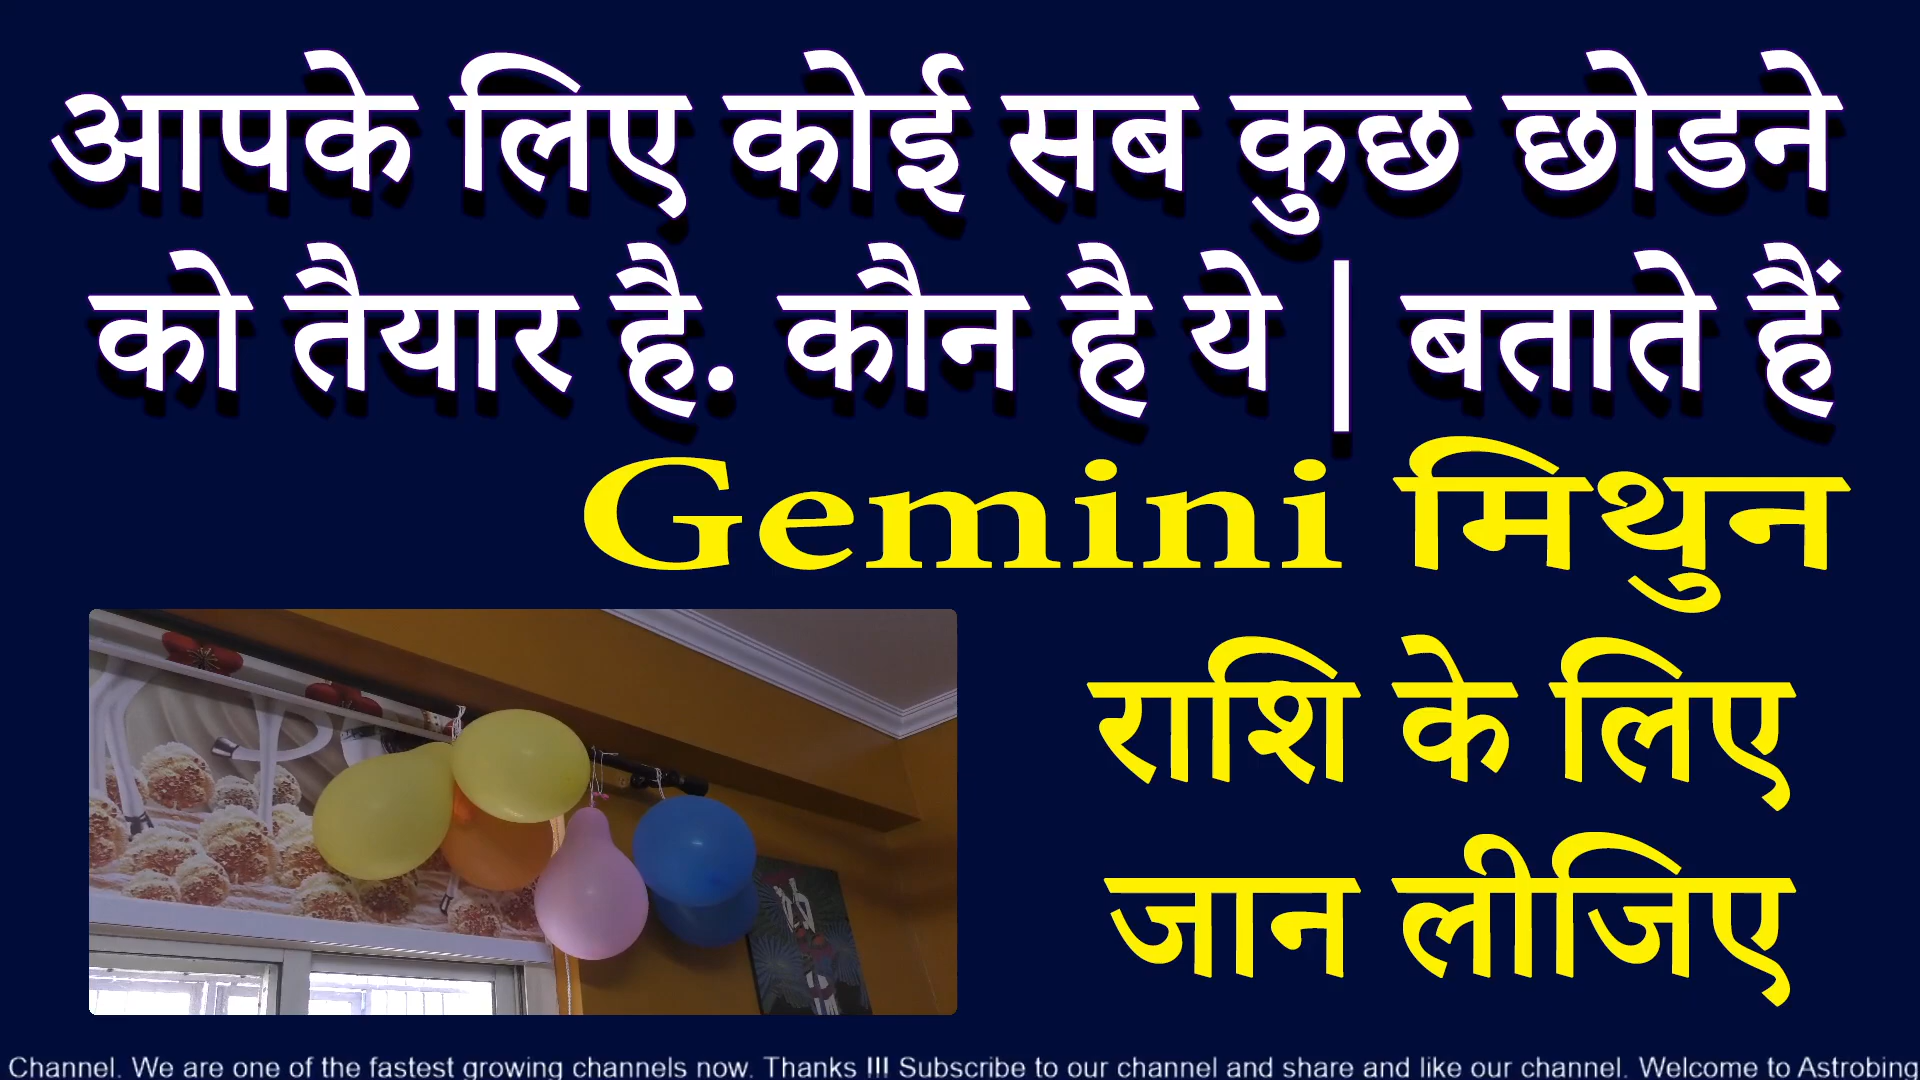 आपके लिए कोई सब कुछ छोडने
को तैयार है. कौन है ये | बताते हैं
Gemini मिथुन
राशि के लिए
जान लीजिए
Channel. We are one of the fastest growing channels now. Thanks !!! Subscribe to our channel and share and like our channel. Welcome to Astrobing